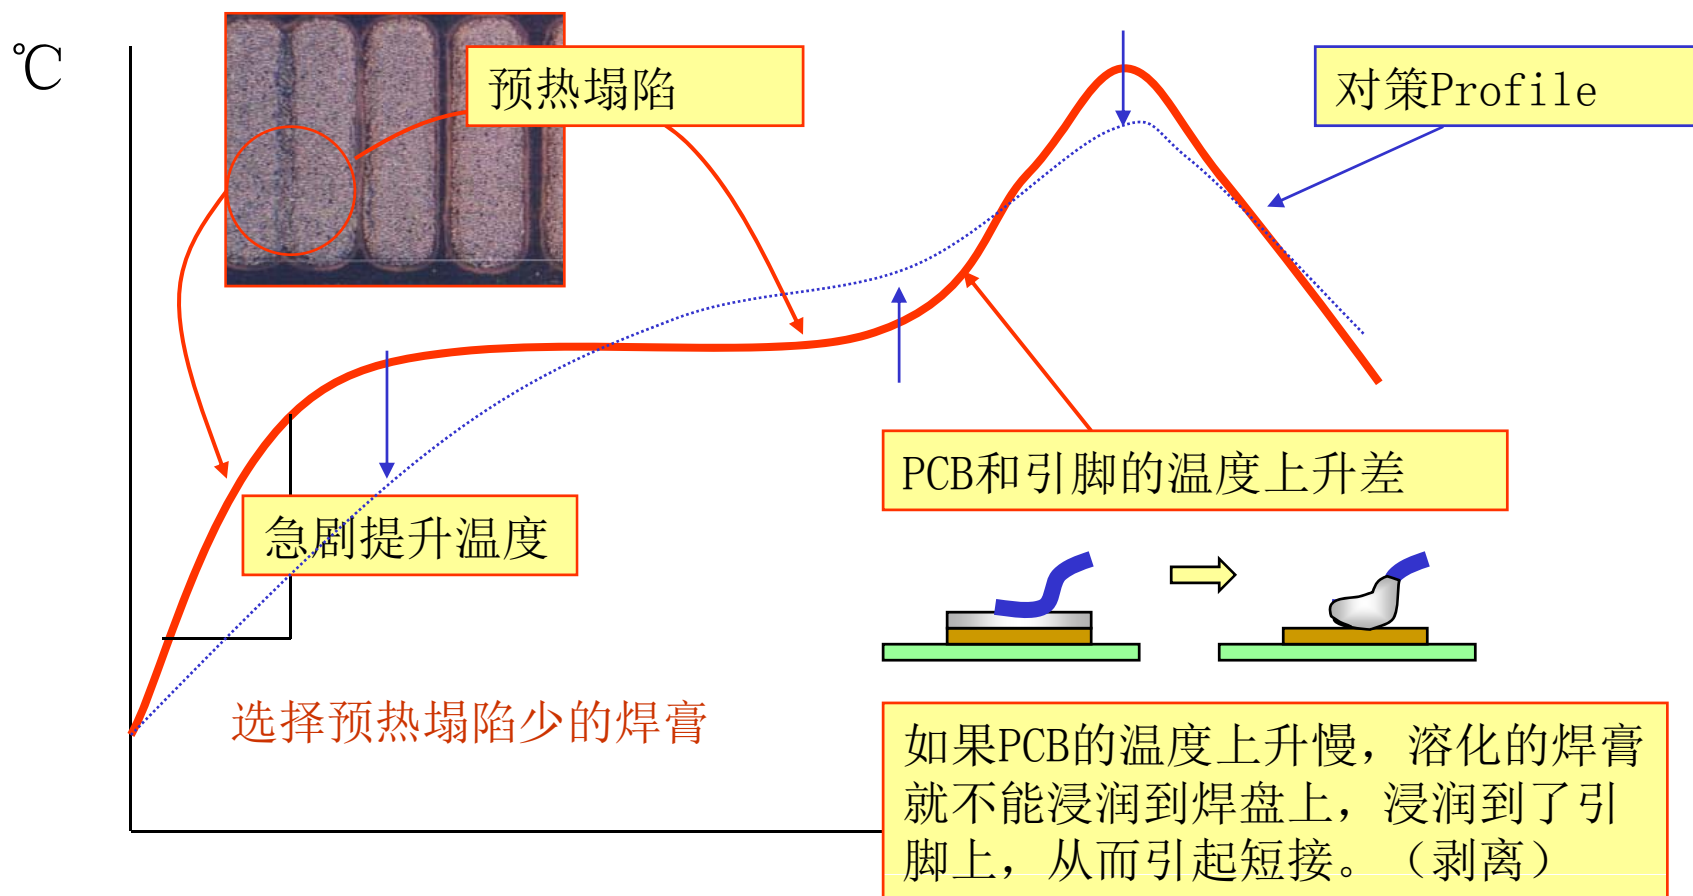 ℃
预热塌陷
对策Profile
PCB和引脚的温度上升差
急剧提升温度
选择预热塌陷少的焊膏
如果PCB的温度上升慢，溶化的焊膏
就不能浸润到焊盘上，浸润到了引
脚上，从而引起短接。（剥离）